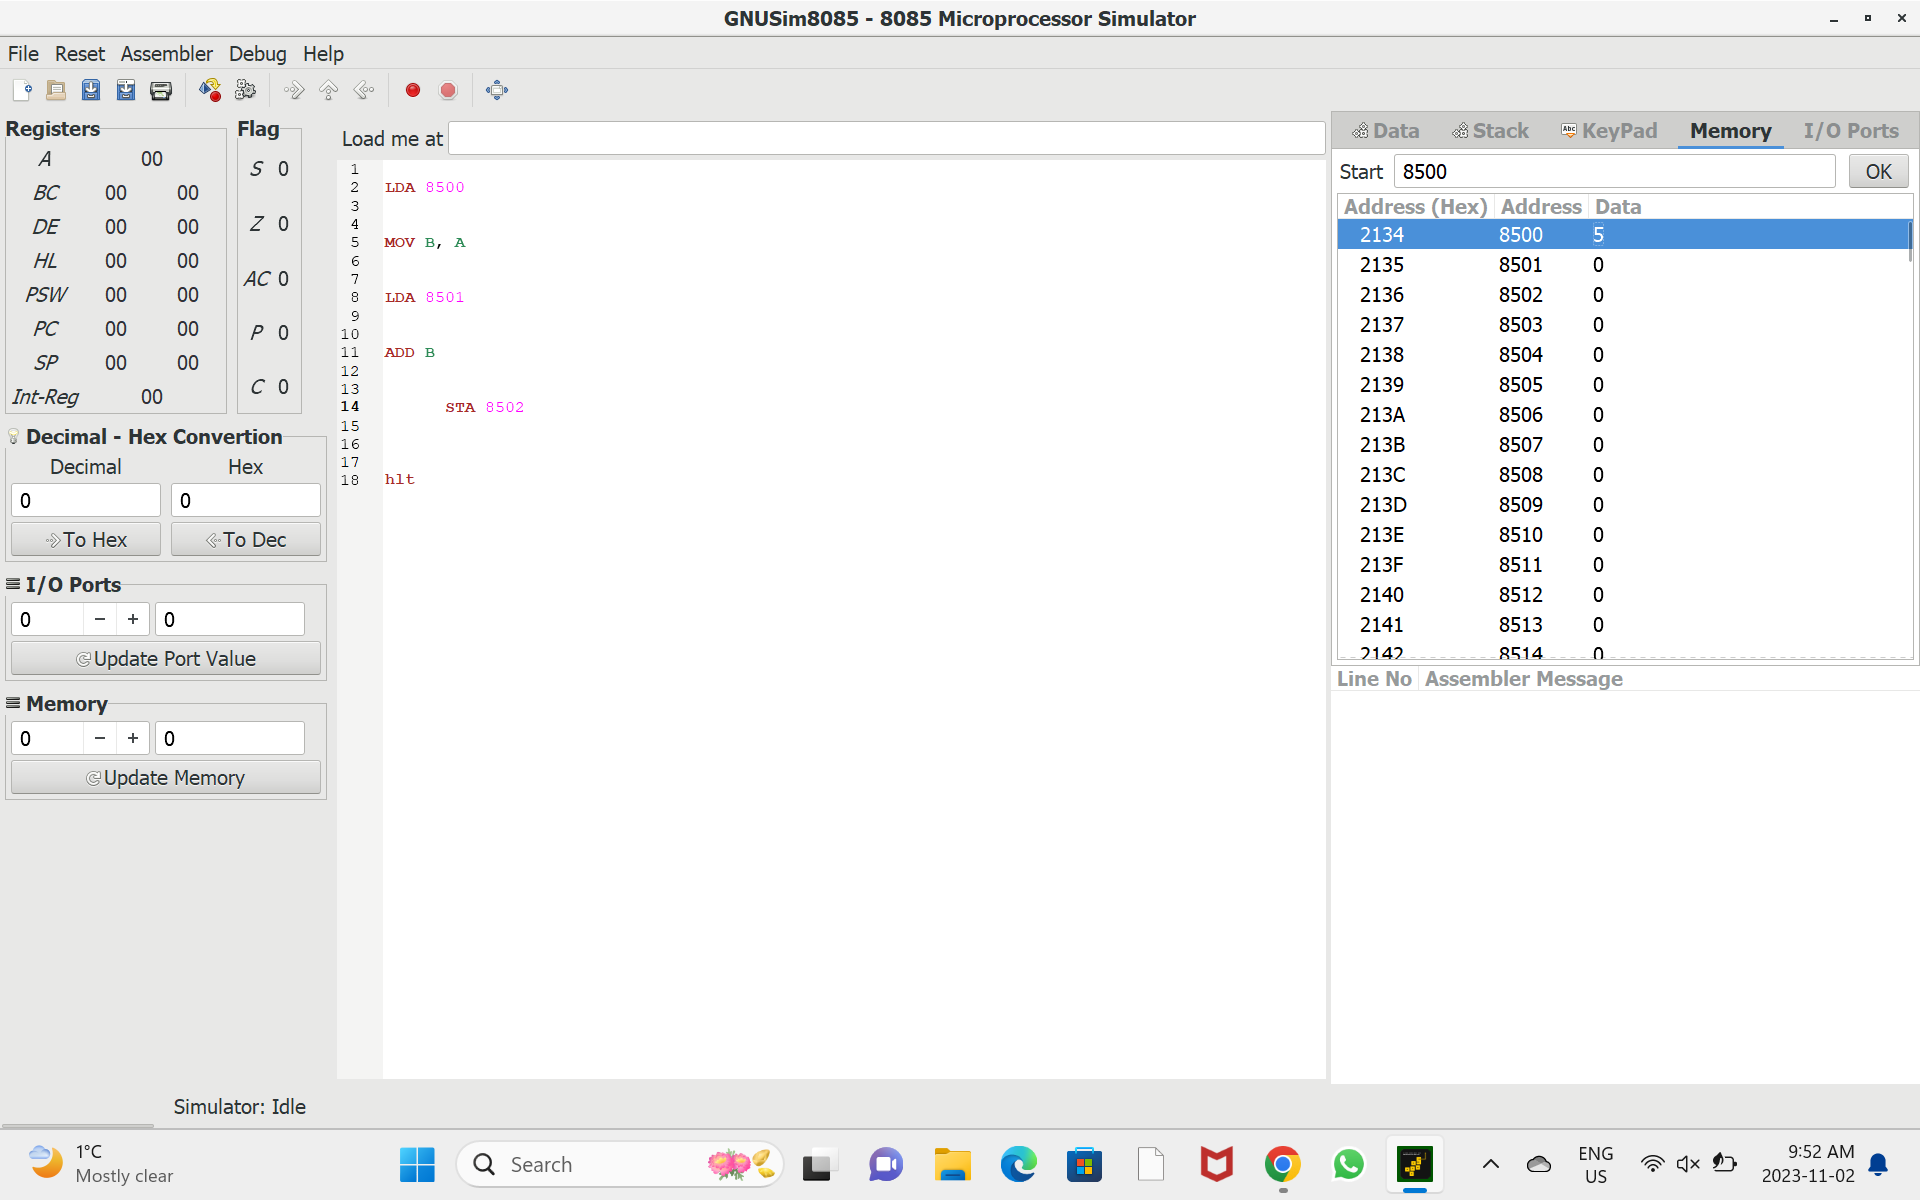 GNUSim8085 - 8085 Microprocessor Simulator
File Reset Assembler Debug Help
Registers
A 00
BC 00 00
DE 00 00
HL 00 00
PSW 00 00
PC 00 00
SP 00 00
Int-Reg 00
Flag
S 0
Z 0
AC 0
P 0
C 0
Decimal - Hex Convertion
Decimal Hex
0 0
To Hex To Dec
I/O Ports
0 − + 0
Update Port Value
Memory
0 − + 0
Update Memory
Load me at
1
2 LDA 8500
3
4
5 MOV B, A
6
7
8 LDA 8501
9
10
11 ADD B
12
13
14 STA 8502
15
16
17
18 hlt
Data Stack Abc KeyPad Memory I/O Ports
Start 8500 OK
Address (Hex) Address Data
2134 8500 5
2135 8501 0
2136 8502 0
2137 8503 0
2138 8504 0
2139 8505 0
213A 8506 0
213B 8507 0
213C 8508 0
213D 8509 0
213E 8510 0
213F 8511 0
2140 8512 0
2141 8513 0
2142 8514 0
Line No Assembler Message
Simulator: Idle
1°C
Mostly clear
Search
ENG
US
9:52 AM
2023-11-02